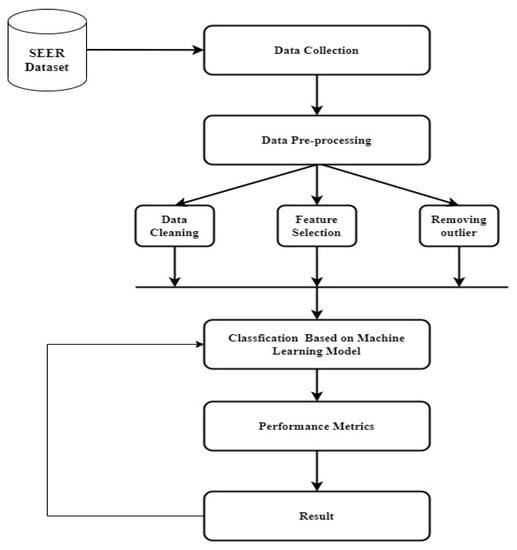 SEER
Dataset
Data Collection
Data Pre-processing
Data
Cleaning
Feature
Selection
Removing
outlier
Classfication Based on Machine
Learning Model
Performance Metrics
Result